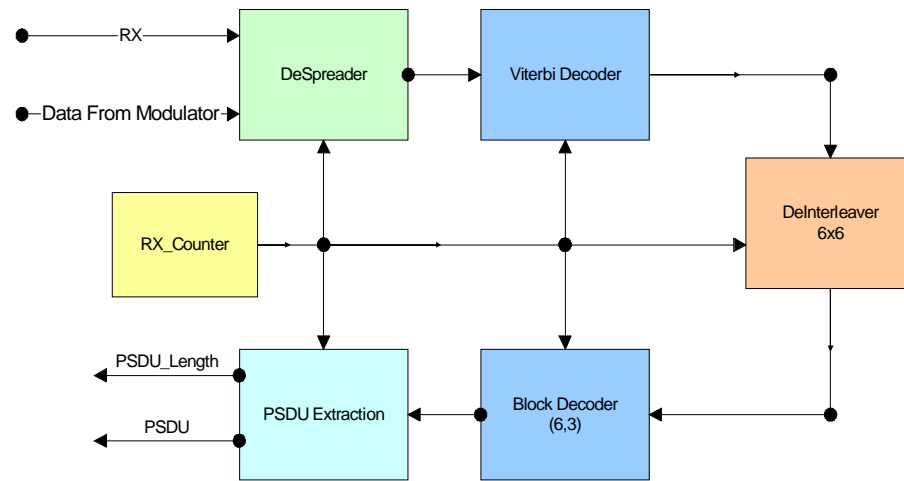 RX
DeSpreader
Viterbi Decoder
Data From Modulator
DeInterleaver
6x6
RX_Counter
PSDU_Length
PSDU Extraction
Block Decoder
(6,3)
PSDU